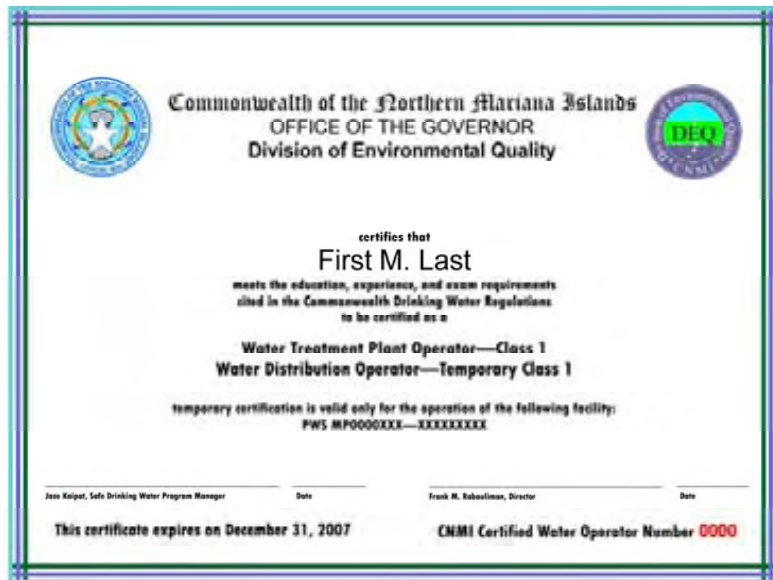 Commonwealth of the Northern Mariana Islands
OFFICE OF THE GOVERNOR
Division of Environmental Quality
DEQ
CNMI
certifies that
First M. Last
meets the education, experience, and exam requirements
cited in the Commonwealth Drinking Water Regulations
to be certified as a
Water Treatment Plant Operator—Class 1
Water Distribution Operator—Temporary Class 1
temporary certification is valid only for the operation of the following facility:
PWS MP0000XXX—XXXXXXXXX
Jose Kaipat, Safe Drinking Water Program Manager Date Frank M. Rabauliman, Director Date
This certificate expires on December 31, 2007 CNMI Certified Water Operator Number 0000